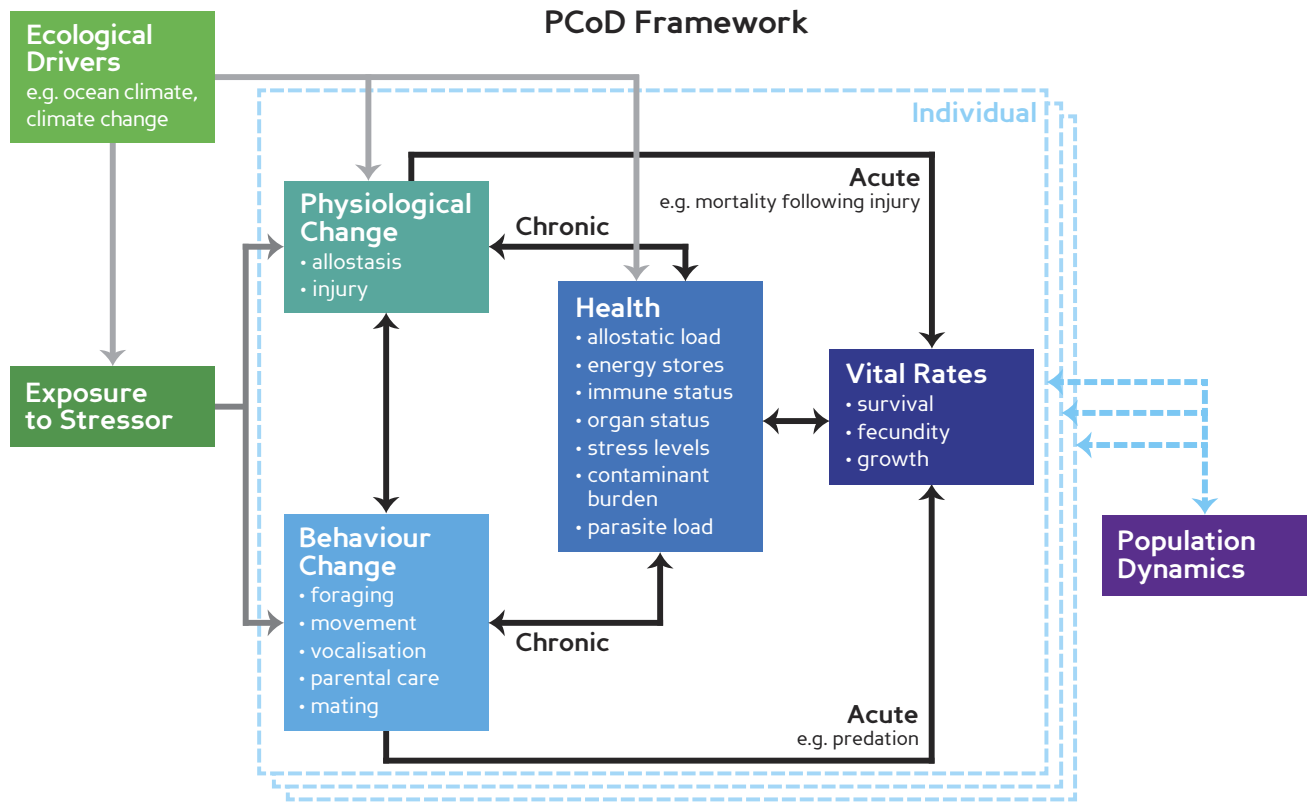 PCoD Framework
Ecological
Drivers
e.g. ocean climate,
climate change
Individual
Acute
e.g. mortality following injury
Physiological
Change
• allostasis
• injury
Chronic
Health
• allostatic load
• energy stores
• immune status
• organ status
• stress levels
• contaminant
burden
• parasite load
Vital Rates
• survival
• fecundity
• growth
Exposure
to Stressor
Behaviour
Change
• foraging
• movement
• vocalisation
• parental care
• mating
Chronic
Population
Dynamics
Acute
e.g. predation